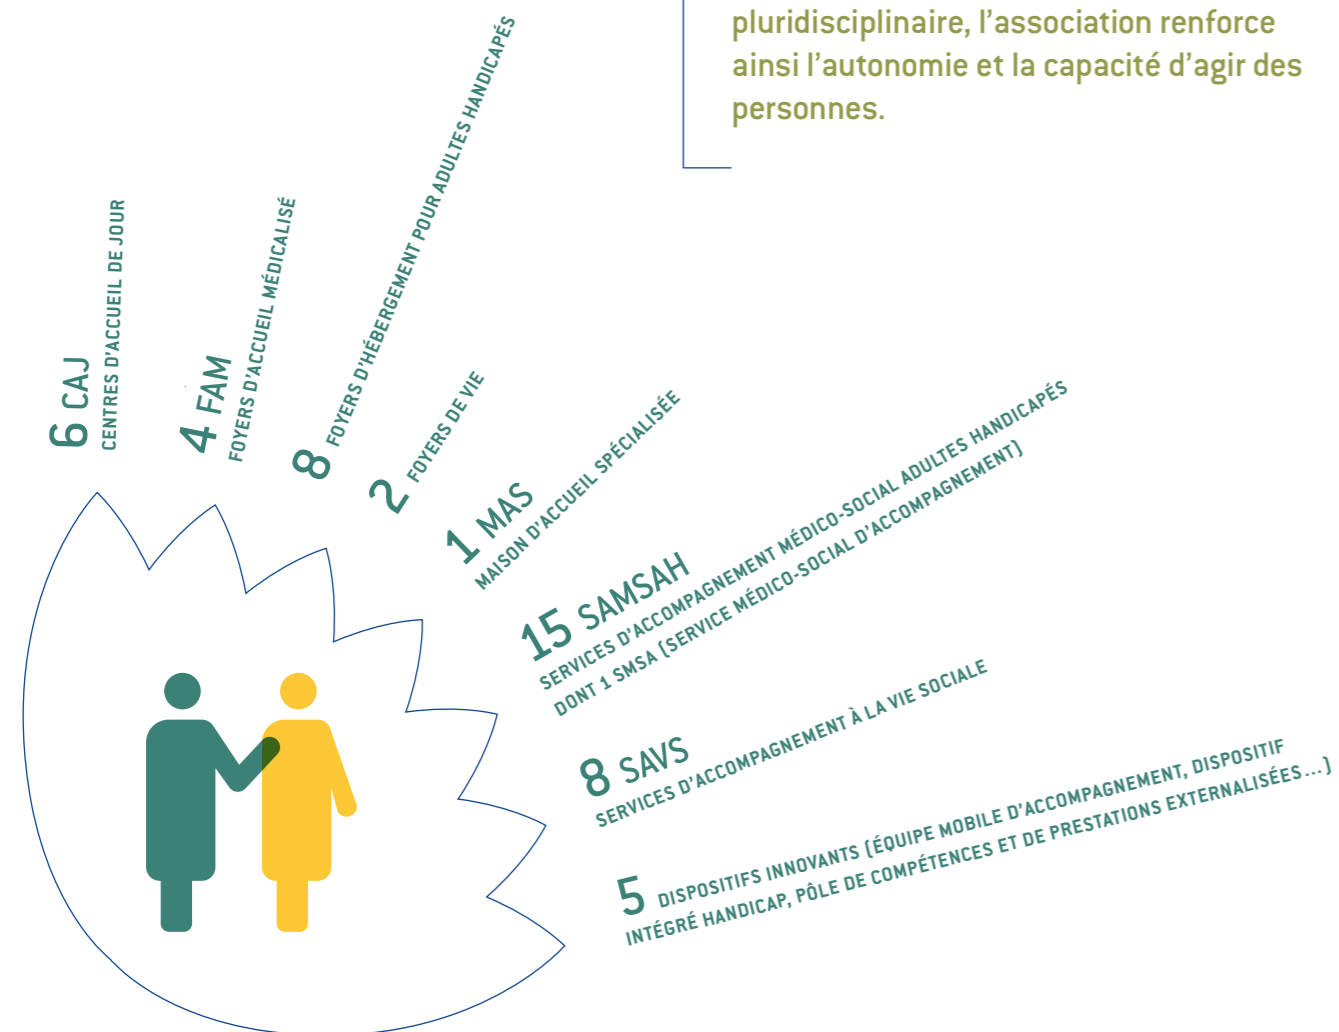 pluridisciplinaire, l’association renforce
ainsi l’autonomie et la capacité d’agir des
personnes.
6 CAJ
CENTRES D’ACCUEIL DE JOUR
4 FAM
FOYERS D’ACCUEIL MÉDICALISÉ
8 FOYERS D’HÉBERGEMENT POUR ADULTES HANDICAPÉS
2 FOYERS DE VIE
1 MAS
MAISON D’ACCUEIL SPÉCIALISÉE
15 SAMSAH
SERVICES D’ACCOMPAGNEMENT MÉDICO-SOCIAL ADULTES HANDICAPÉS
DONT 1 SMSA (SERVICE MÉDICO-SOCIAL D’ACCOMPAGNEMENT)
8 SAVS
SERVICES D’ACCOMPAGNEMENT À LA VIE SOCIALE
5 DISPOSITIFS INNOVANTS (ÉQUIPE MOBILE D’ACCOMPAGNEMENT, DISPOSITIF
INTÉGRÉ HANDICAP, PÔLE DE COMPÉTENCES ET DE PRESTATIONS EXTERNALISÉES...)